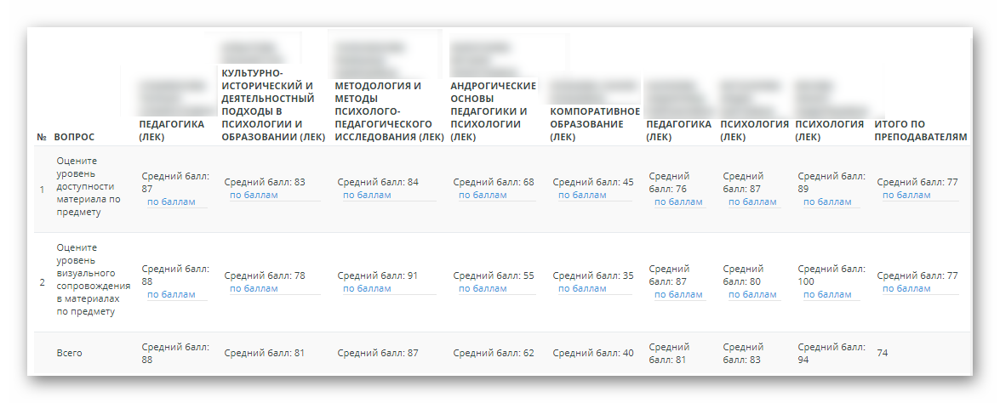 №
ВОПРОС
ПЕДАГОГИКА
(ЛЕК)
КУЛЬТУРНО-
ИСТОРИЧЕСКИЙ И
ДЕЯТЕЛЬНОСТНЫЙ
ПОДХОДЫ В
ПСИХОЛОГИИ И
ОБРАЗОВАНИИ (ЛЕК)
МЕТОДОЛОГИЯ И
МЕТОДЫ
ПСИХОЛОГО-
ПЕДАГОГИЧЕСКОГО
ИССЛЕДОВАНИЯ (ЛЕК)
АНДРОГИЧЕСКИЕ
ОСНОВЫ
ПЕДАГОГИКИ И
ПСИХОЛОГИИ
(ЛЕК)
КОМПОРАТИВНОЕ
ОБРАЗОВАНИЕ
(ЛЕК)
ПЕДАГОГИКА
(ЛЕК)
ПСИХОЛОГИЯ
(ЛЕК)
ПСИХОЛОГИЯ
(ЛЕК)
ИТОГО ПО
ПРЕПОДАВАТЕЛЯМ
1
Оцените
уровень
доступности
материала по
предмету
Средний балл:
87
по баллам
Средний балл: 83
по баллам
Средний балл: 84
по баллам
Средний балл: 68
по баллам
Средний балл: 45
по баллам
Средний
балл: 76
по баллам
Средний
балл: 87
по баллам
Средний балл:
89
по баллам
Средний балл: 77
по баллам
2
Оцените
уровень
визуального
сопровождения
в материалах
по предмету
Средний балл:
88
по баллам
Средний балл: 78
по баллам
Средний балл: 91
по баллам
Средний балл: 55
по баллам
Средний балл: 35
по баллам
Средний
балл: 87
по баллам
Средний
балл: 80
по баллам
Средний балл:
100
по баллам
Средний балл: 77
по баллам
Всего
Средний балл:
88
Средний балл: 81
Средний балл: 87
Средний балл: 62
Средний балл: 40
Средний
балл: 81
Средний
балл: 83
Средний балл:
94
74